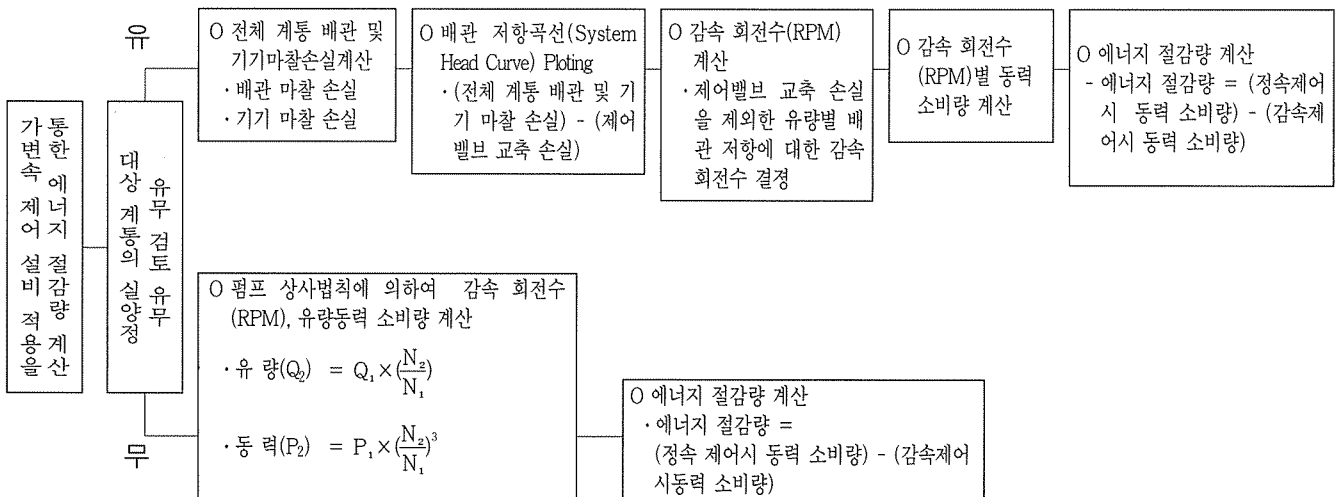 가변속 제어 설비 적용을
통한 에너지 절감량 계산
대상 계통의 실양정
유무 검토 유무
유
O 전체 계통 배관 및
기기마찰손실계산
· 배관 마찰 손실
· 기기 마찰 손실
O 배관 저항곡선(System
Head Curve) Ploting
· (전체 계통 배관 및 기
기 마찰 손실) - (제어
밸브 교축 손실)
O 감속 회전수(RPM)
계산
· 제어밸브 교축 손실
을 제외한 유량별 배
관 저항에 대한 감속
회전수 결졍
O 감속 회전수
(RPM)별 동력
소비량 계산
O 에너지 절감량 계산
- 에너지 절감량 = (정속제어
시 동력 소비량) - (감속제
어시 동력 소비량)
무
O 펌프 상사법칙에 의하여 감속 회전수
(RPM), 유량동력 소비량 계산
· 유 량(Q₂) = Q₁×(N₂/N₁)
· 동 력(P₂) = P₁×(N₂/N₁)³
O 에너지 절감량 계산
· 에너지 절감량 =
(정속 제어시 동력 소비량) - (감속제어
시동력 소비량)